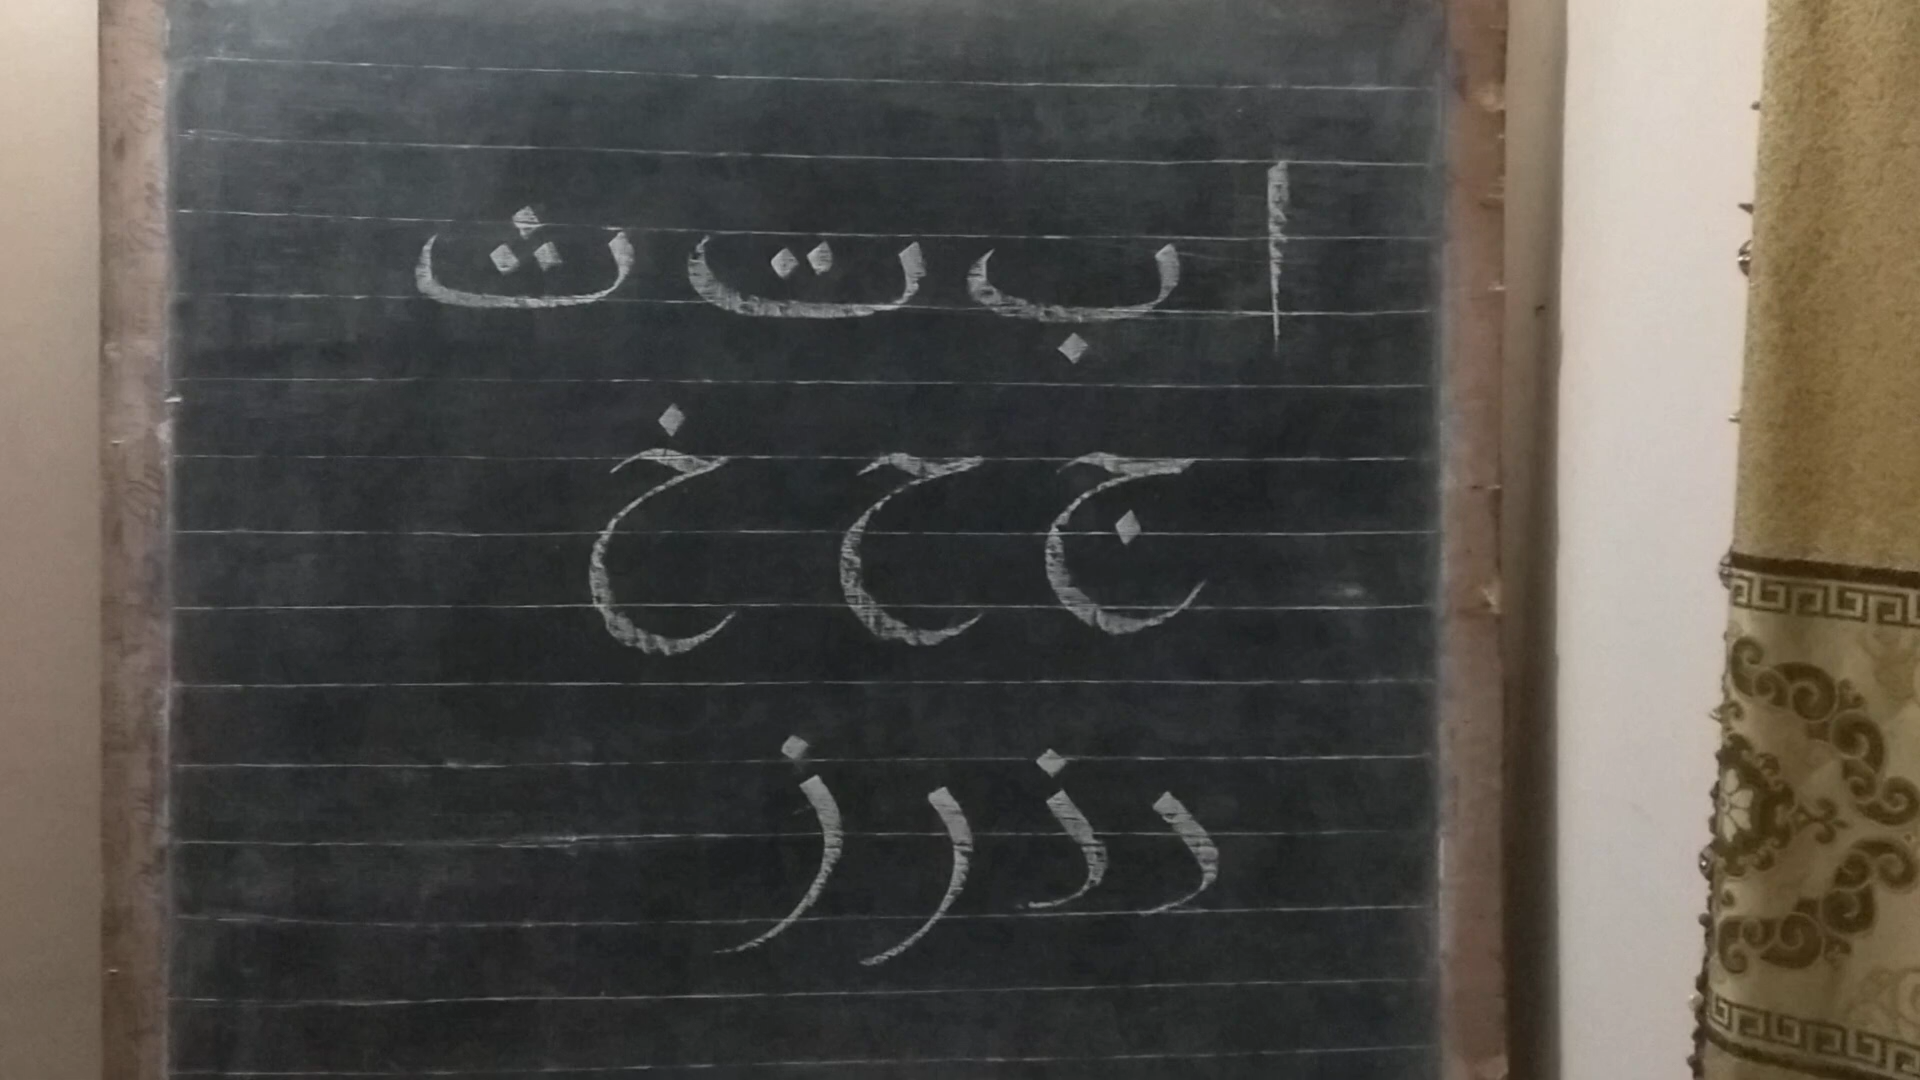 ا ب ت ث
ج ح خ
د ذ ر ز